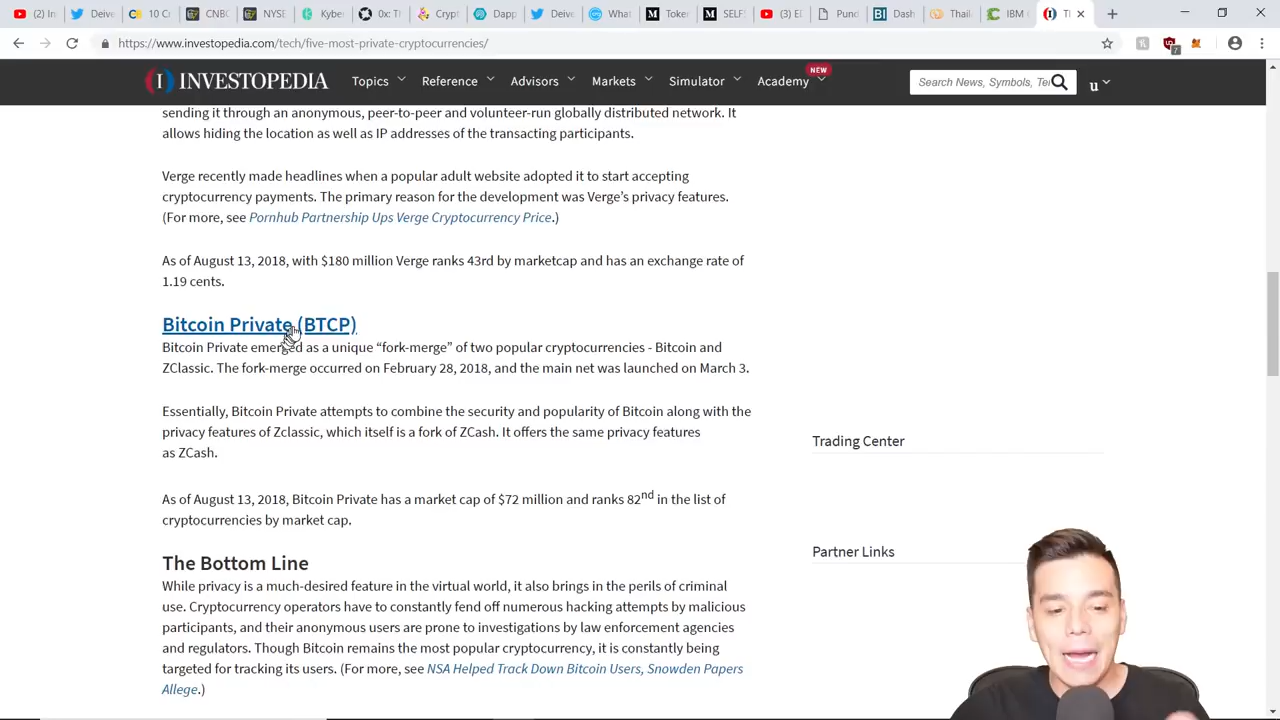 (2) In
Deive
10 C
CNBC
NYSE
Kyber
0x: T
Crypt
Dapp
Deive
What
Token
SELF
(3) E
Pund
Dash
Thail
IBM
Tl
https://www.investopedia.com/tech/five-most-private-cryptocurrencies/
7
INVESTOPEDIA
Topics
Reference
Advisors
Markets
Simulator
Academy
NEW
Search News, Symbols, Te
u
sending it through an anonymous, peer-to-peer and volunteer-run globally distributed network. It
allows hiding the location as well as IP addresses of the transacting participants.
Verge recently made headlines when a popular adult website adopted it to start accepting
cryptocurrency payments. The primary reason for the development was Verge’s privacy features.
(For more, see Pornhub Partnership Ups Verge Cryptocurrency Price.)
As of August 13, 2018, with $180 million Verge ranks 43rd by marketcap and has an exchange rate of
1.19 cents.
Bitcoin Private (BTCP)
Bitcoin Private emerged as a unique “fork-merge” of two popular cryptocurrencies - Bitcoin and
ZClassic. The fork-merge occurred on February 28, 2018, and the main net was launched on March 3.
Essentially, Bitcoin Private attempts to combine the security and popularity of Bitcoin along with the
privacy features of Zclassic, which itself is a fork of ZCash. It offers the same privacy features
as ZCash.
As of August 13, 2018, Bitcoin Private has a market cap of $72 million and ranks 82nd in the list of
cryptocurrencies by market cap.
The Bottom Line
While privacy is a much-desired feature in the virtual world, it also brings in the perils of criminal
use. Cryptocurrency operators have to constantly fend off numerous hacking attempts by malicious
participants, and their anonymous users are prone to investigations by law enforcement agencies
and regulators. Though Bitcoin remains the most popular cryptocurrency, it is constantly being
targeted for tracking its users. (For more, see NSA Helped Track Down Bitcoin Users, Snowden Papers
Allege.)
Trading Center
Partner Links